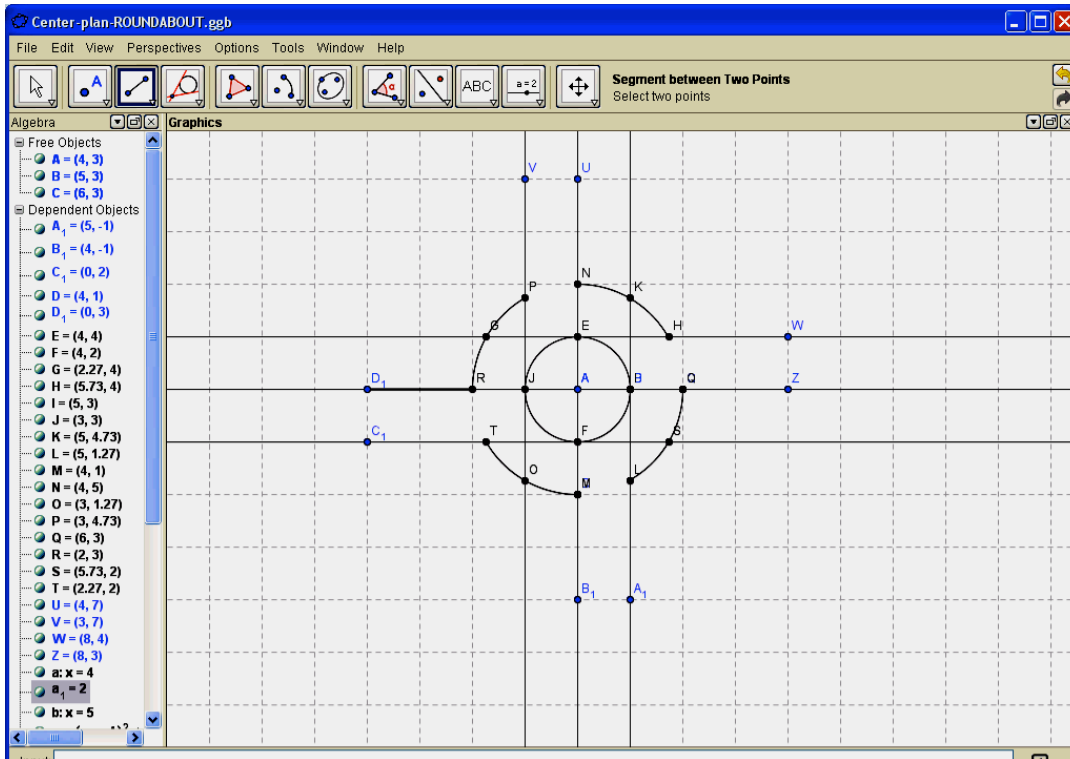 Center-plan-ROUNDABOUT.ggb
File Edit View Perspectives Options Tools Window Help
A ABC a = 2 Segment between Two Points
Select two points
Algebra Graphics
Free Objects
A = (4, 3)
B = (5, 3)
C = (6, 3)
Dependent Objects
A₁ = (5, -1)
B₁ = (4, -1)
C₁ = (0, 2)
D = (4, 1)
D₁ = (0, 3)
E = (4, 4)
F = (4, 2)
G = (2.27, 4)
H = (5.73, 4)
I = (5, 3)
J = (3, 3)
K = (5, 4.73)
L = (5, 1.27)
M = (4, 1)
N = (4, 5)
O = (3, 1.27)
P = (3, 4.73)
Q = (6, 3)
R = (2, 3)
S = (5.73, 2)
T = (2.27, 2)
U = (4, 7)
V = (3, 7)
W = (8, 4)
Z = (8, 3)
a: x = 4
a₁ = 2
b: x = 5
V U
N
P K
G E H W
D₁ R J A B Q Z
C₁ T F S
O L
M
B₁ A₁